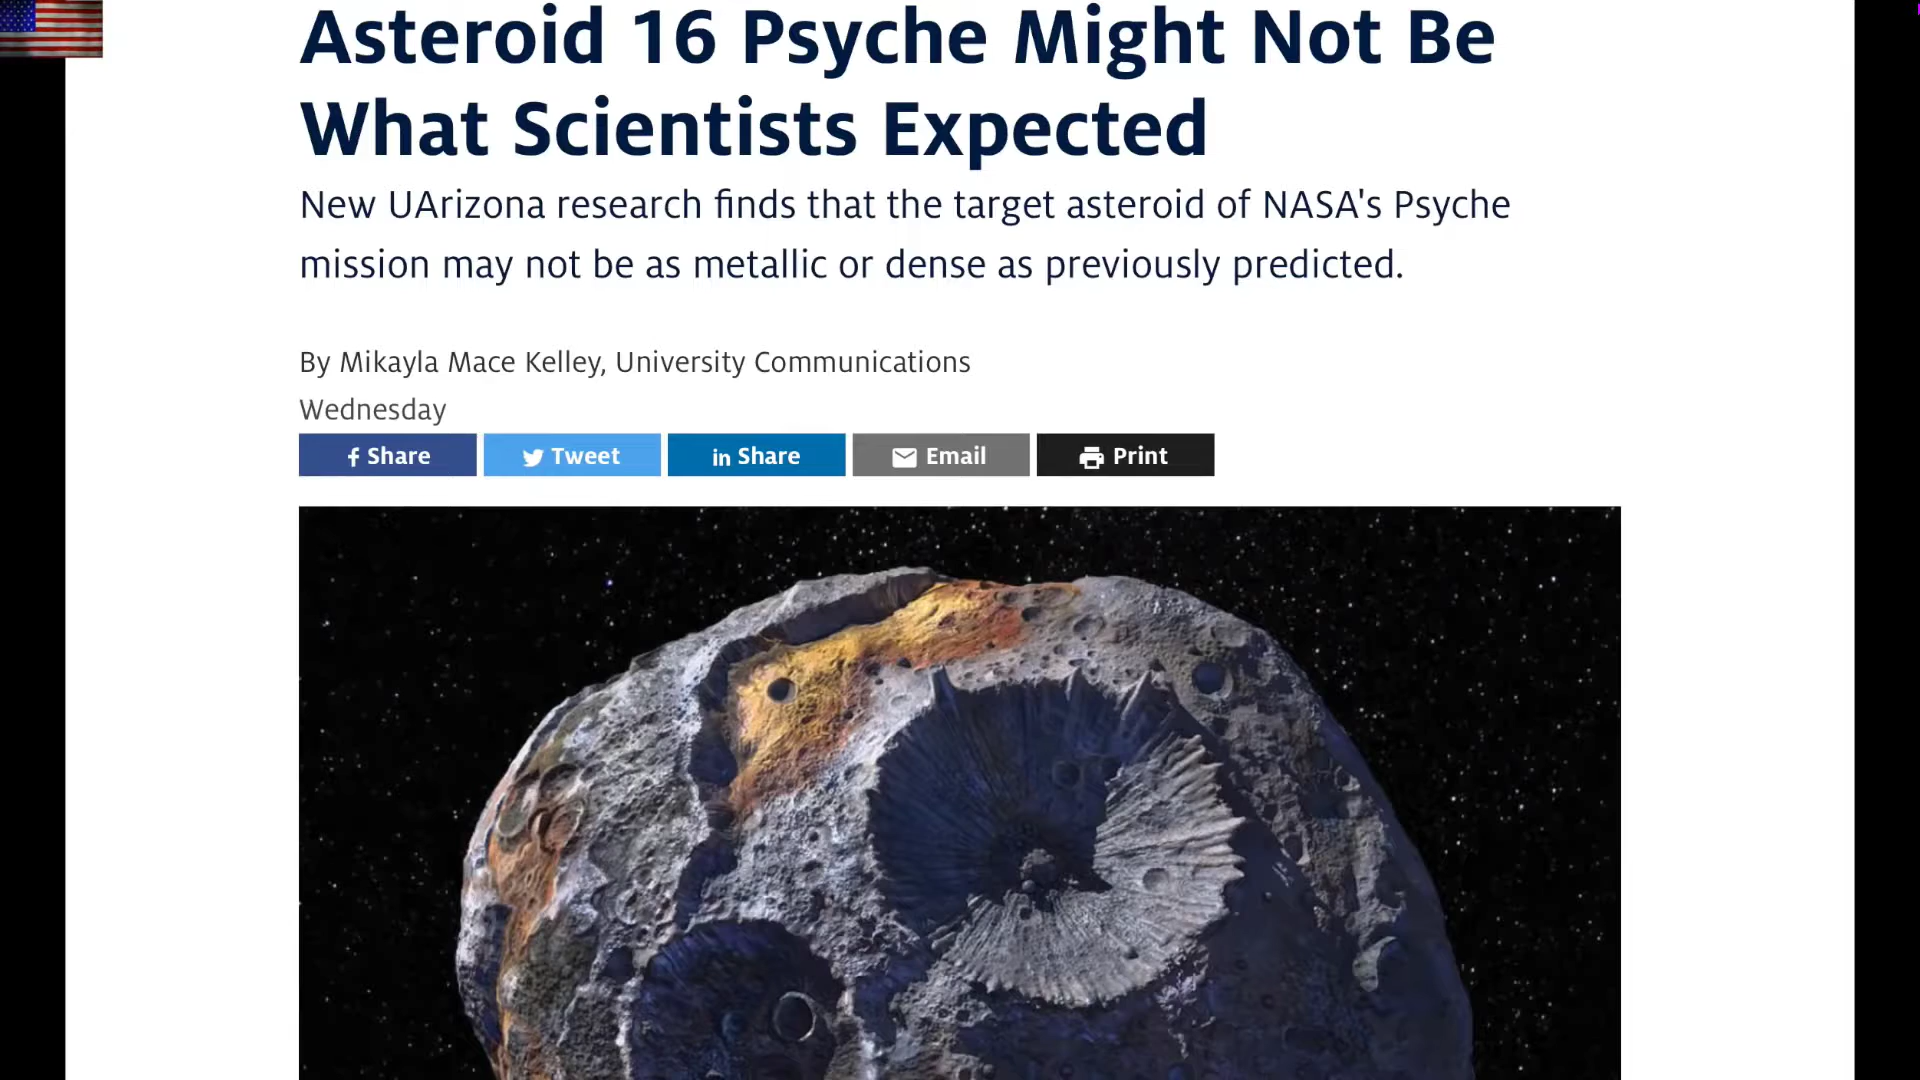 Asteroid 16 Psyche Might Not Be
What Scientists Expected
New UArizona research finds that the target asteroid of NASA's Psyche
mission may not be as metallic or dense as previously predicted.
By Mikayla Mace Kelley, University Communications
Wednesday
f Share
Tweet
in Share
Email
Print